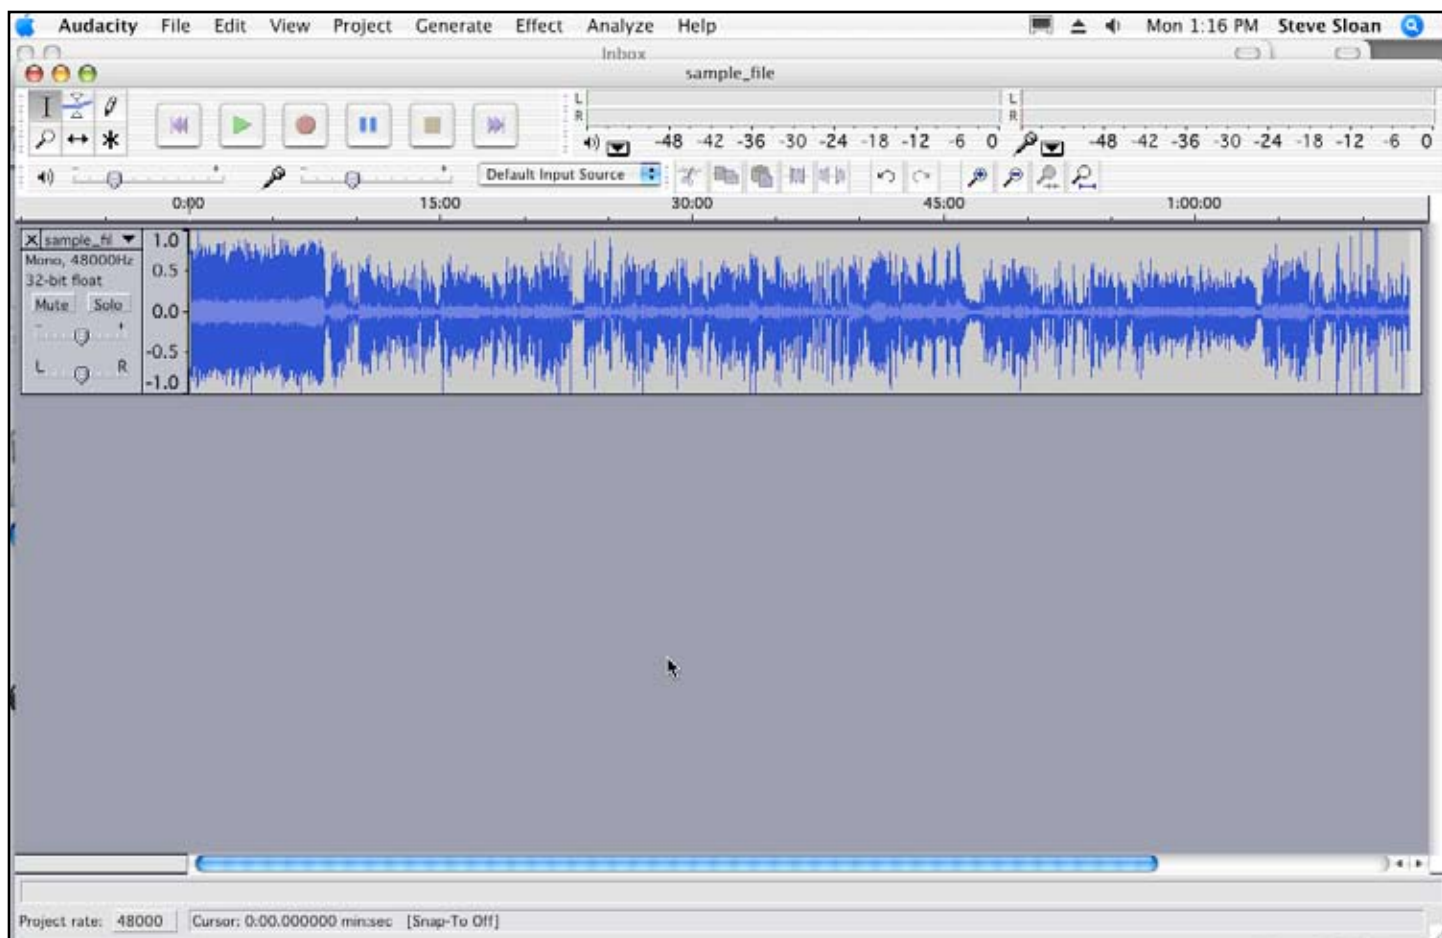 Audacity File Edit View Project Generate Effect Analyze Help Mon 1:16 PM Steve Sloan
Inbox
sample_file
L L
R R
-48 -42 -36 -30 -24 -18 -12 -6 0 -48 -42 -36 -30 -24 -18 -12 -6 0
- + - + Default Input Source
0:00 15:00 30:00 45:00 1:00:00
X sample_fil 1.0
Mono, 48000Hz
32-bit float 0.5
Mute Solo 0.0
- +
-0.5
L R
-1.0
Project rate: 48000 Cursor: 0:00.000000 min:sec [Snap-To Off]